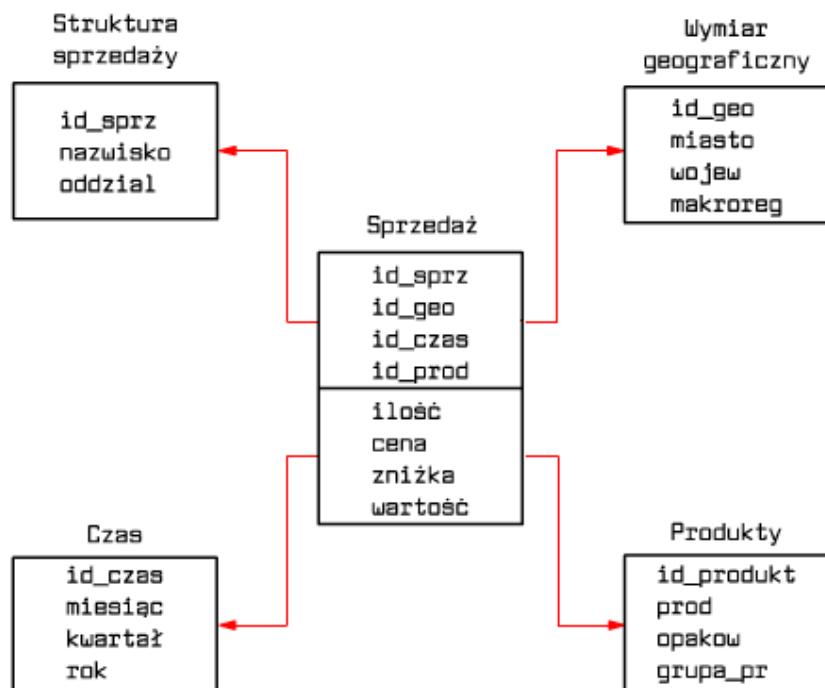 Struktura
sprzedaży
id_sprz
nazwisko
oddzial
Wymiar
geograficzny
id_geo
miasto
wojew
makroreg
Sprzedaż
id_sprz
id_geo
id_czas
id_prod
ilość
cena
zniżka
wartość
Czas
id_czas
miesiąc
kwartał
rok
Produkty
id_produkt
prod
opakow
grupa_pr